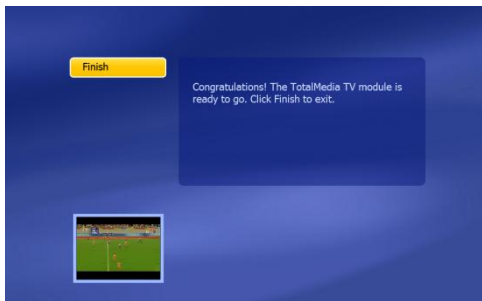 Finish
Congratulations! The TotalMedia TV module is
ready to go. Click Finish to exit.